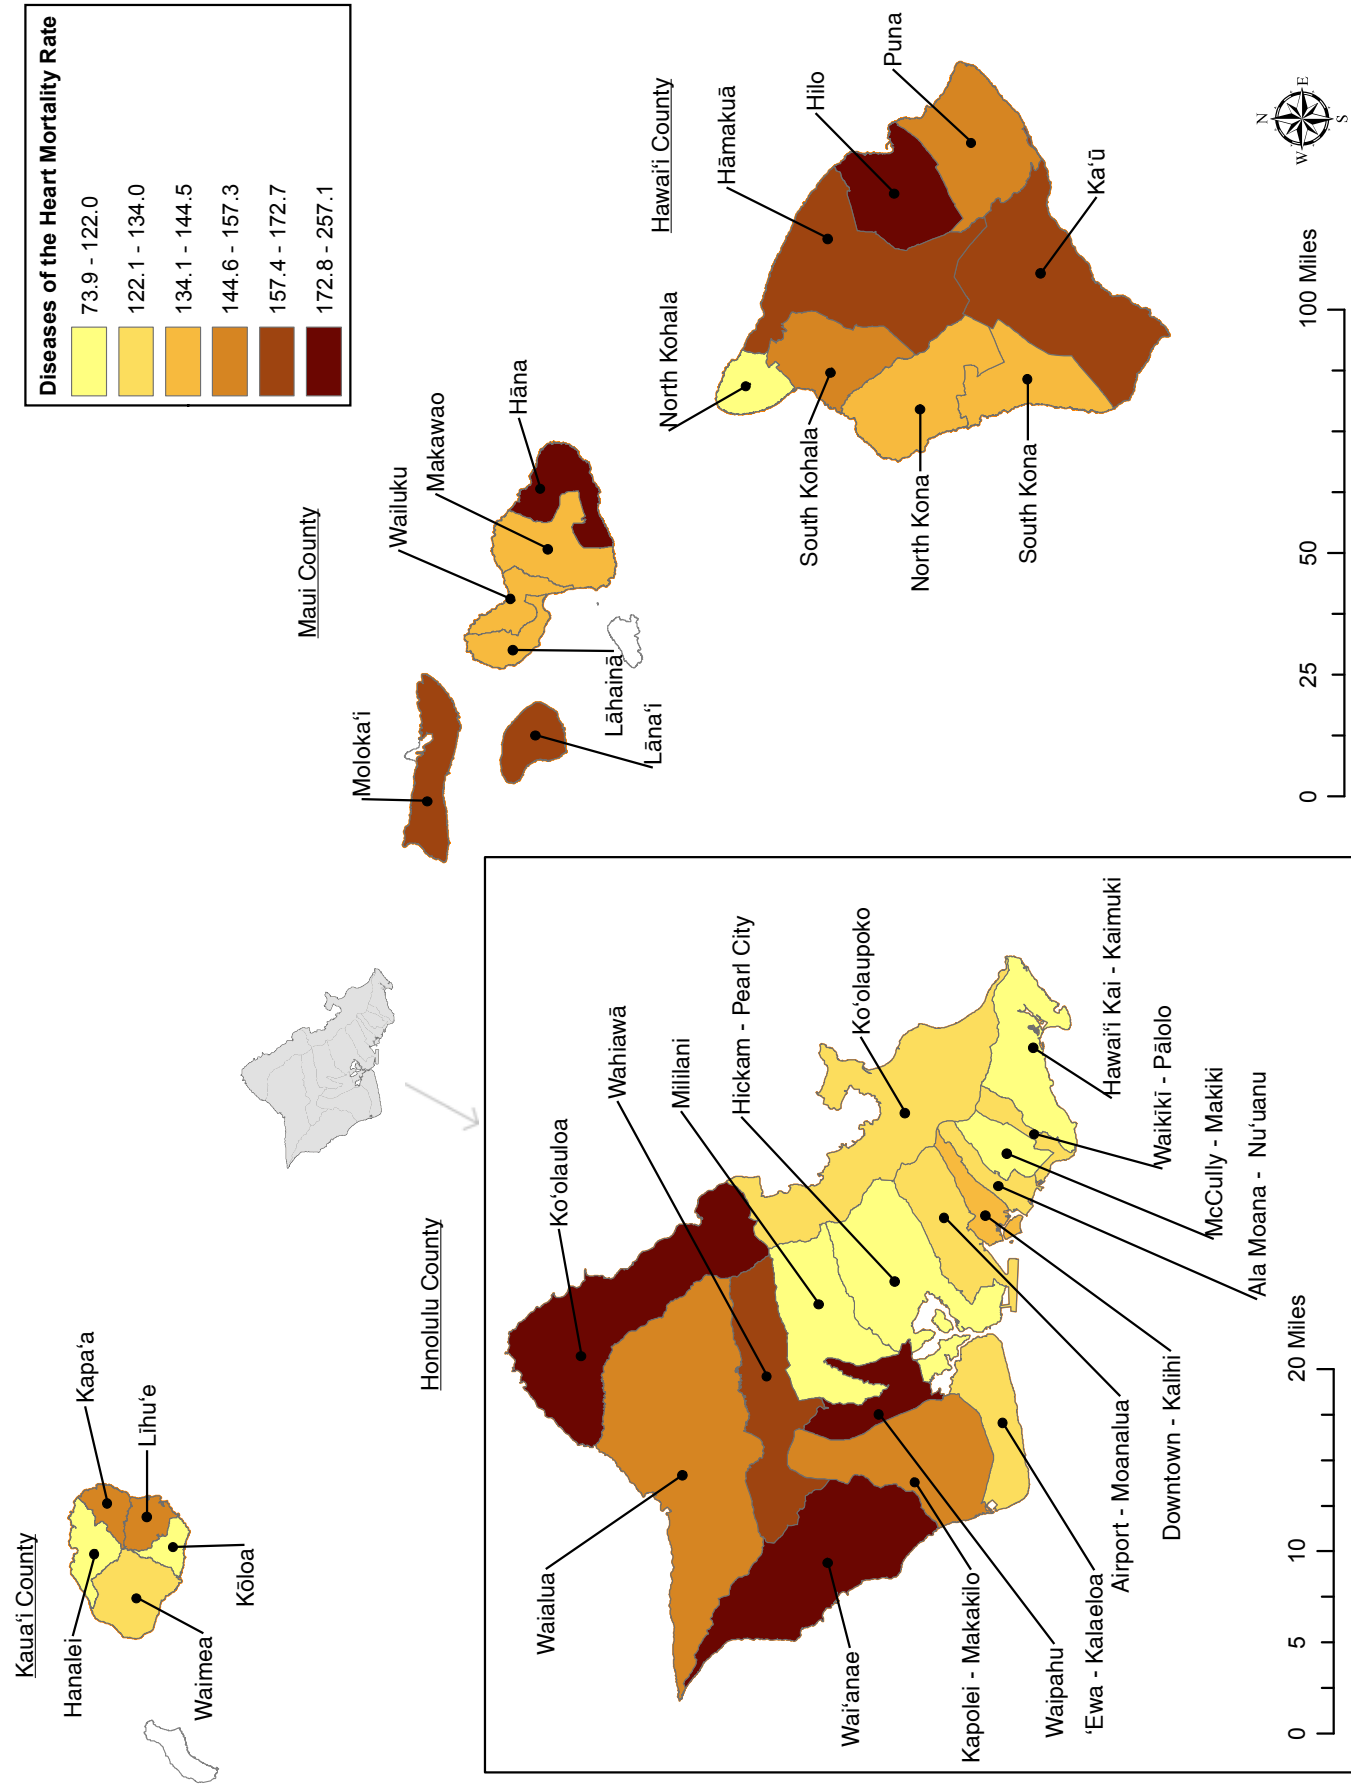 Diseases of the Heart Mortality Rate
73.9 - 122.0
122.1 - 134.0
134.1 - 144.5
144.6 - 157.3
157.4 - 172.7
172.8 - 257.1
Kauaʻi County
Hanalei
Kapaʻa
Līhuʻe
Waimea
Kōloa
Honolulu County
Koʻolauloa
Wahiawā
Mililani
Hickam - Pearl City
Koʻolaupoko
Waialua
Waiʻanae
Kapolei - Makakilo
Waipahu
ʻEwa - Kalaeloa
Airport - Moanalua
Downtown - Kalihi
Ala Moana - Nuʻuanu
McCully - Makiki
Waikīkī - Pālolo
Hawaiʻi Kai - Kaimuki
0 5 10 20 Miles
Maui County
Molokaʻi
Wailuku
Makawao
Hāna
Lāhainā
Lānaʻi
Hawaiʻi County
North Kohala
Hāmakuā
Hilo
Puna
South Kohala
North Kona
South Kona
Kaʻū
0 25 50 100 Miles
N
W E
S